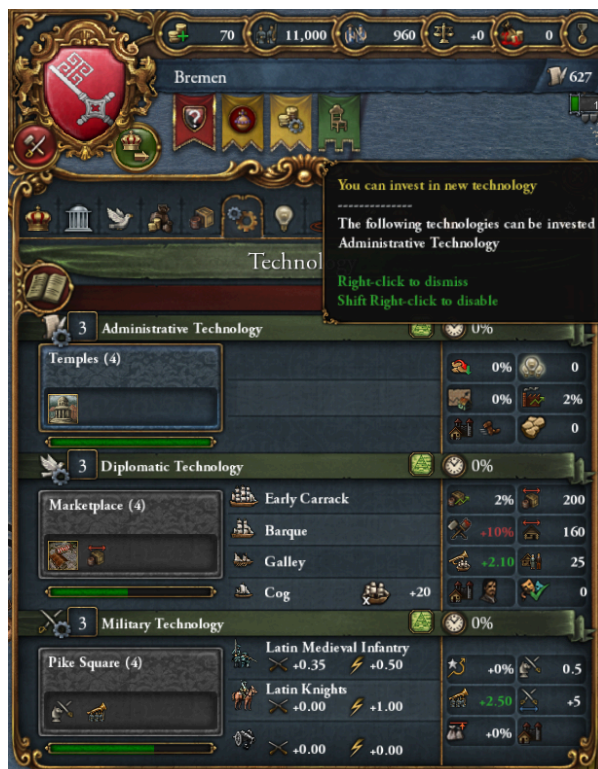 70 11,000 960 +0 0
Bremen 627
You can invest in new technology
--------------
The following technologies can be invested
Administrative Technology
Right-click to dismiss
Shift Right-click to disable
Technol
3 Administrative Technology 0%
Temples (4)
0% 0
0% 2%
0
3 Diplomatic Technology 0%
Marketplace (4)
Early Carrack 2% 200
Barque +10% 160
Galley +2.10 25
Cog +20 0
3 Military Technology 0%
Pike Square (4)
Latin Medieval Infantry
+0.35 +0.50 +0% 0.5
Latin Knights
+0.00 +1.00 +2.50 +5
+0.00 +0.00 +0%